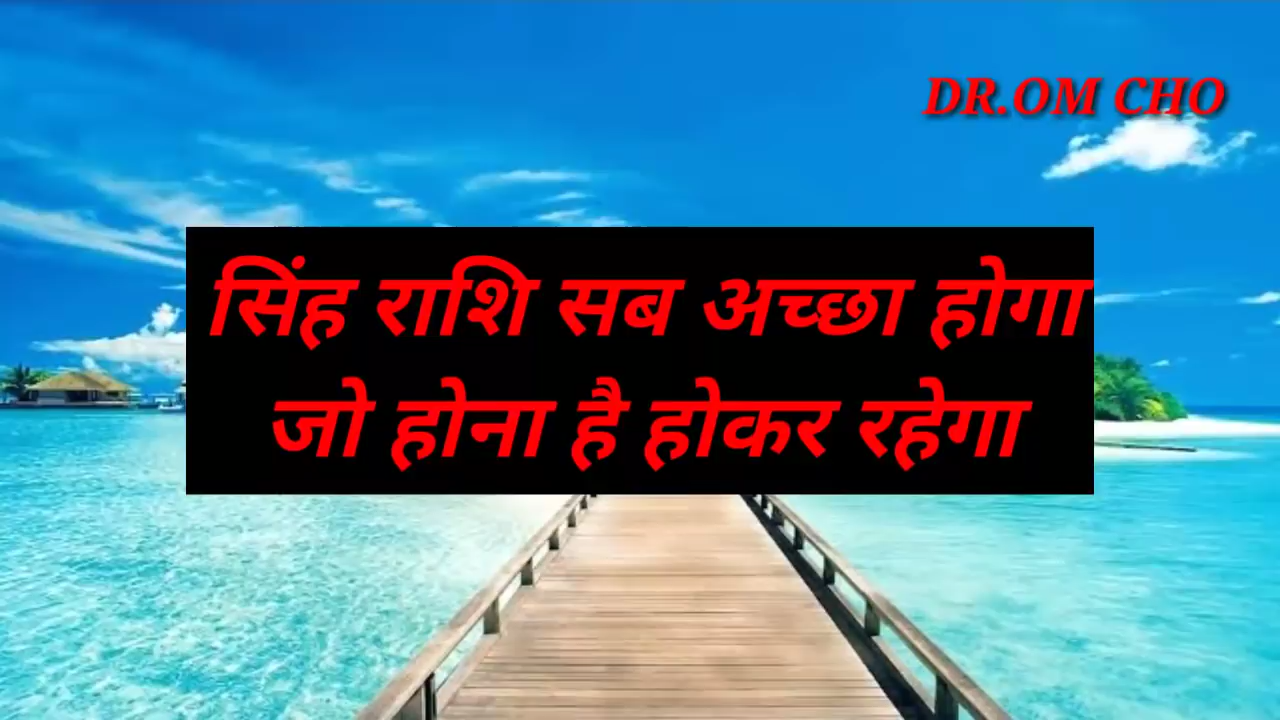 DR.OM CHO
सिंह राशि सब अच्छा होगा
जो होना है होकर रहेगा